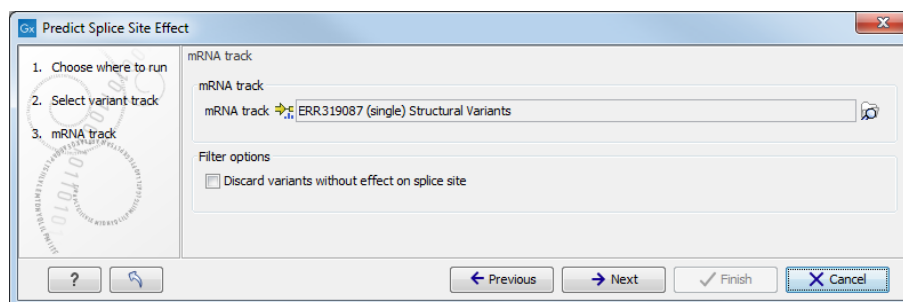 Gx Predict Splice Site Effect
X
1. Choose where to run
2. Select variant track
3. mRNA track
mRNA track
mRNA track
mRNA track ERR319087 (single) Structural Variants
Filter options
Discard variants without effect on splice site
? Previous Next Finish Cancel